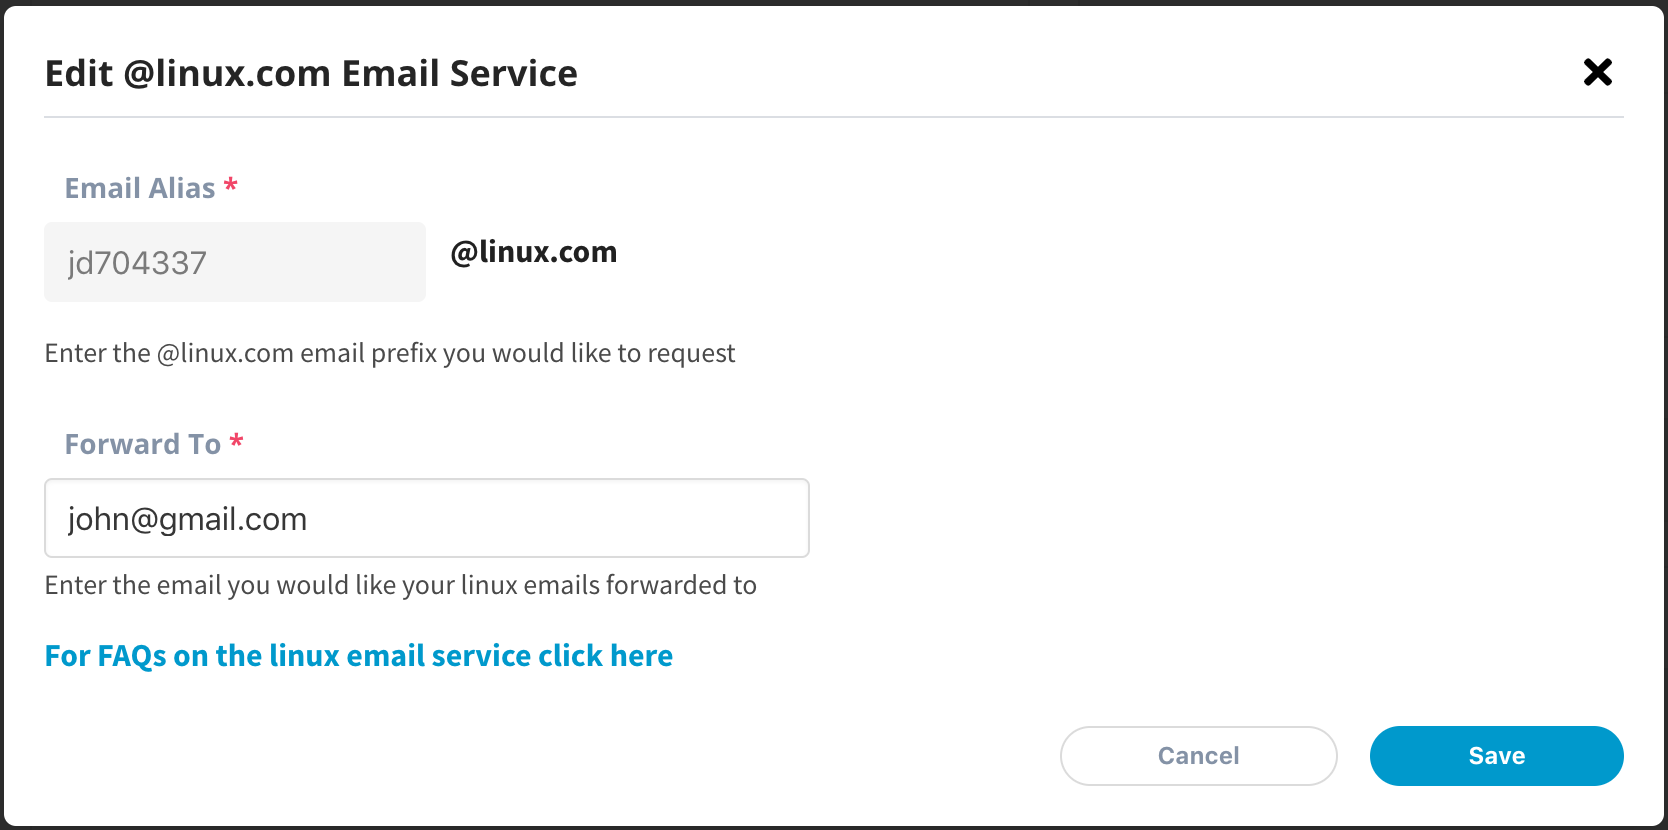 Edit @linux.com Email Service
Email Alias *
jd704337
@linux.com
Enter the @linux.com email prefix you would like to request
Forward To *
john@gmail.com
Enter the email you would like your linux emails forwarded to
For FAQs on the linux email service click here
Cancel
Save